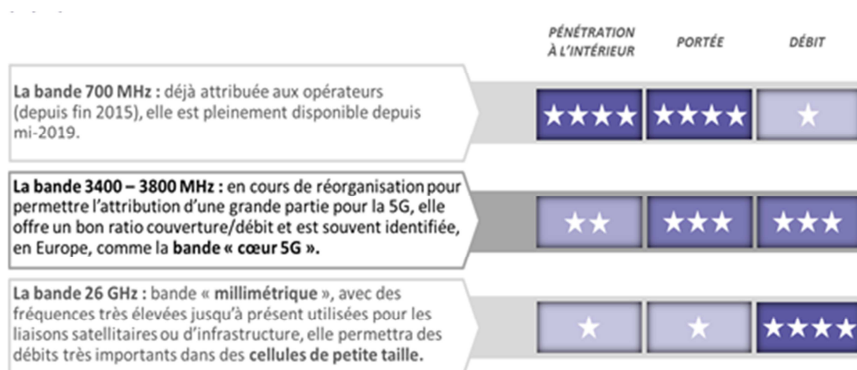 PÉNÉTRATION
À L'INTÉRIEUR
PORTÉE
DÉBIT
La bande 700 MHz : déjà attribuée aux opérateurs
(depuis fin 2015), elle est pleinement disponible depuis
mi-2019.
La bande 3400 – 3800 MHz : en cours de réorganisation pour
permettre l'attribution d'une grande partie pour la 5G, elle
offre un bon ratio couverture/débit et est souvent identifiée,
en Europe, comme la bande « cœur 5G ».
La bande 26 GHz : bande « millimétrique », avec des
fréquences très élevées jusqu'à présent utilisées pour les
liaisons satellitaires ou d'infrastructure, elle permettra des
débits très importants dans des cellules de petite taille.